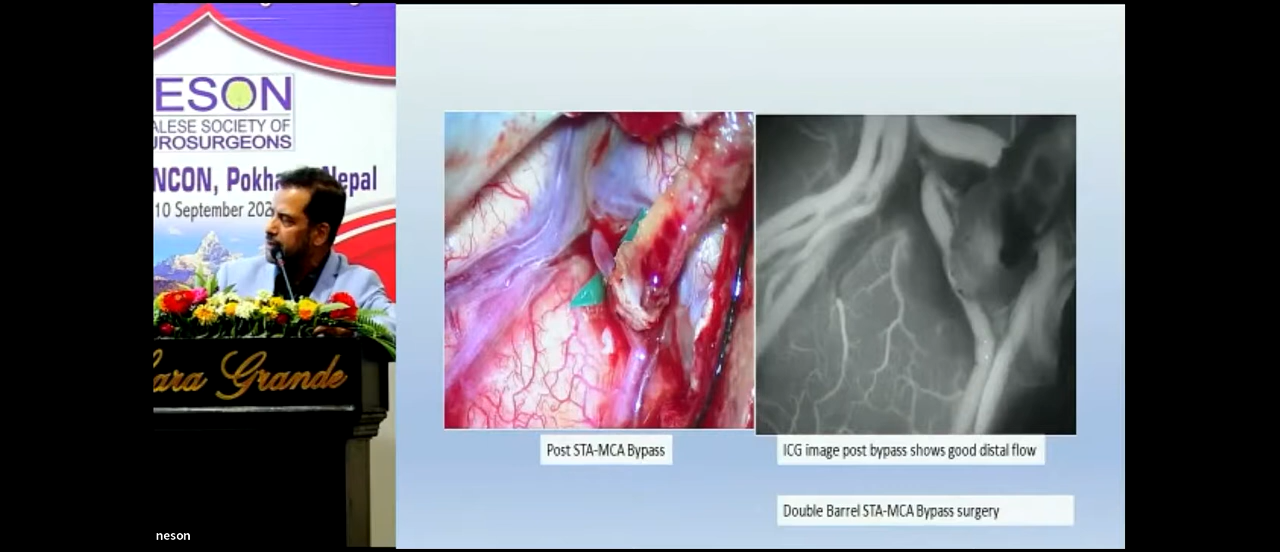 ESON
ALESE SOCIETY OF
UROSURGEONS
NCON, Pokha Nepal
10 September 202
ara Grande
neson
Post STA-MCA Bypass
ICG image post bypass shows good distal flow
Double Barrel STA-MCA Bypass surgery